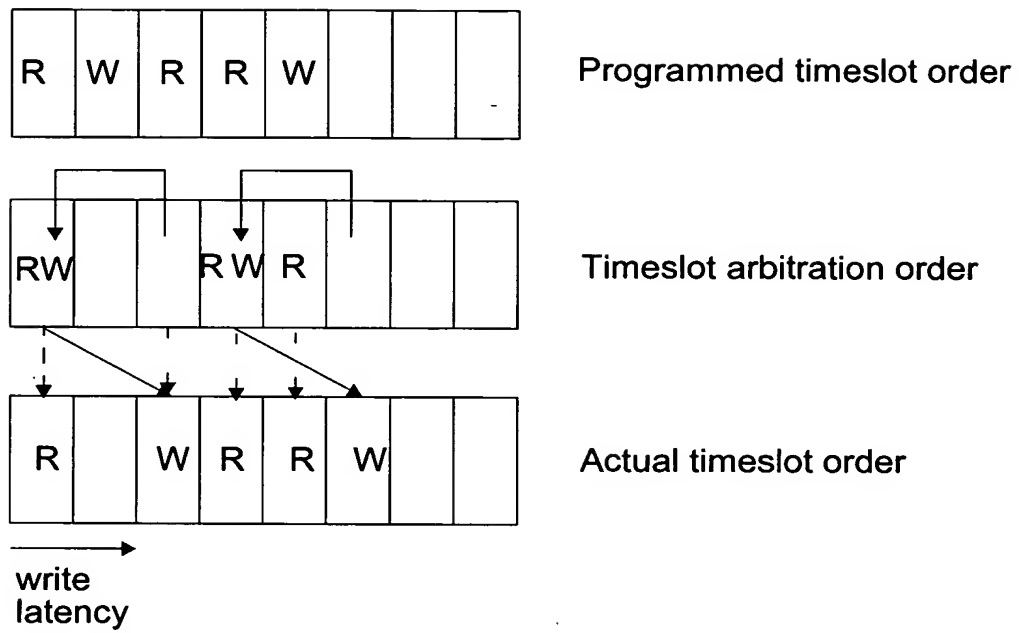 R W R R W Programmed timeslot order
RW RW R Timeslot arbitration order
R W R R W Actual timeslot order
write
latency